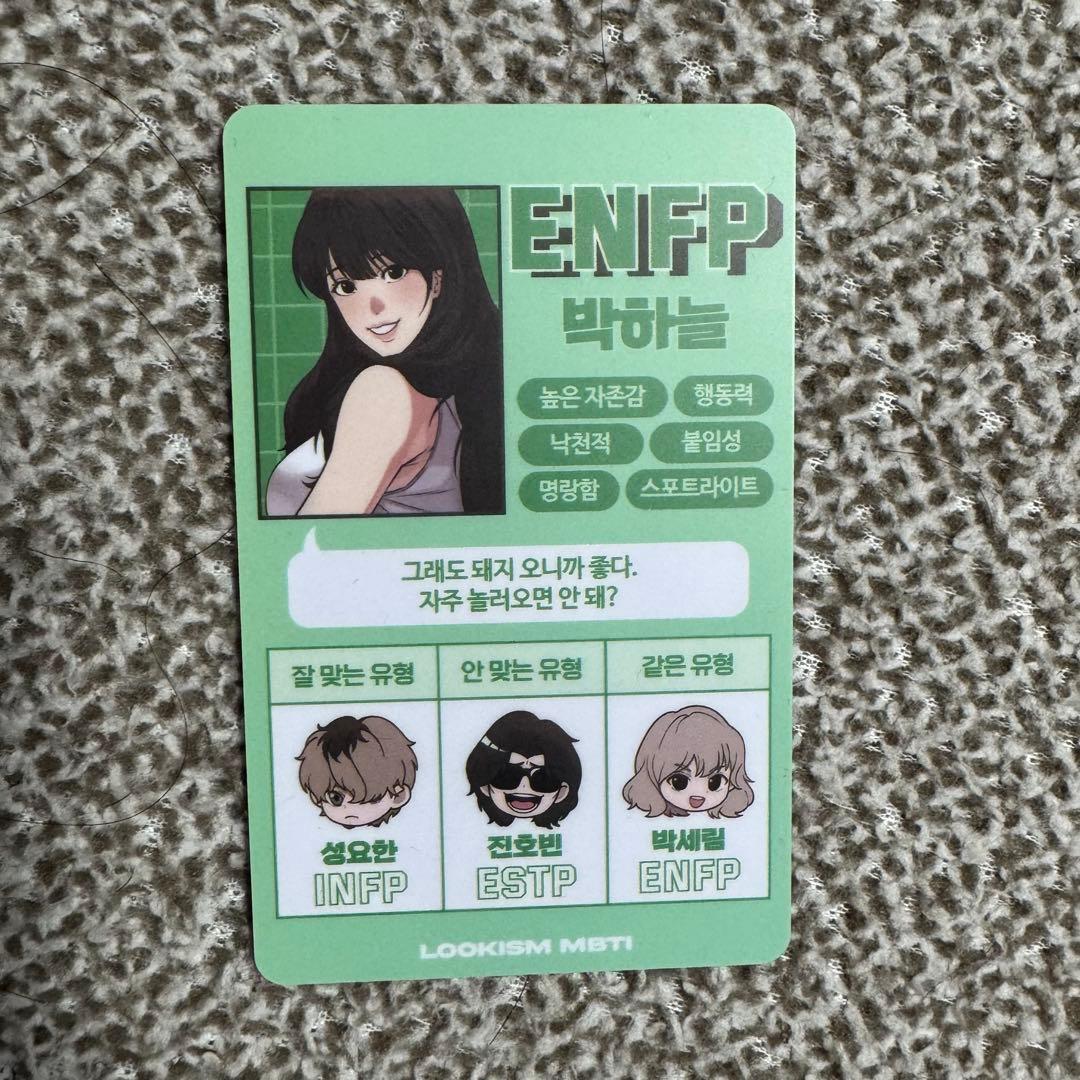 ENFP
박하늘
높은 자존감 행동력
낙천적 붙임성
명랑함 스포트라이트
그래도 돼지 오니까 좋다.
자주 놀러오면 안 돼?
잘 맞는 유형 안 맞는 유형 같은 유형
성요한 진호빈 박세림
INFP ESTP ENFP
LOOKISM MBTI